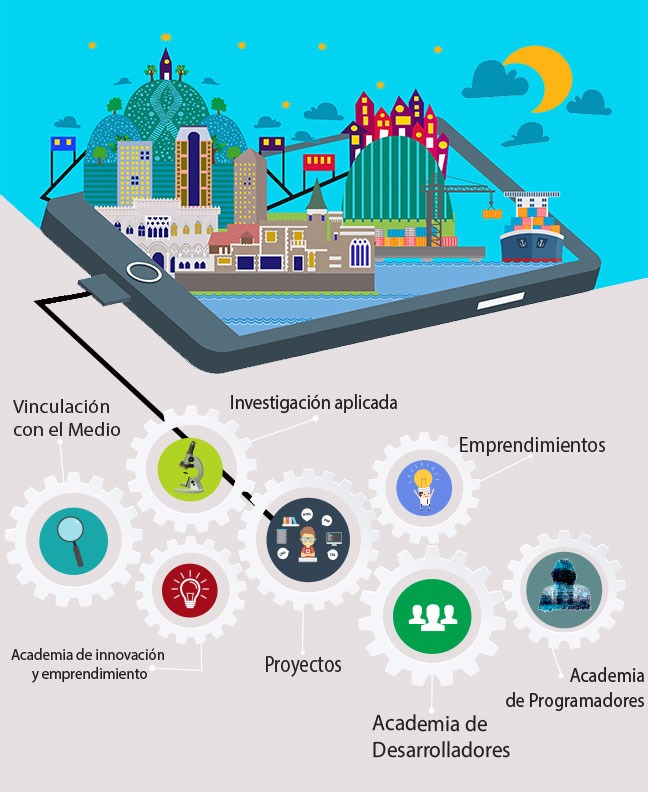 Vinculación
con el Medio
Investigación aplicada
Emprendimientos
Academia de innovación
y emprendimiento
Proyectos
Academia
de Programadores
Academia de
Desarrolladores